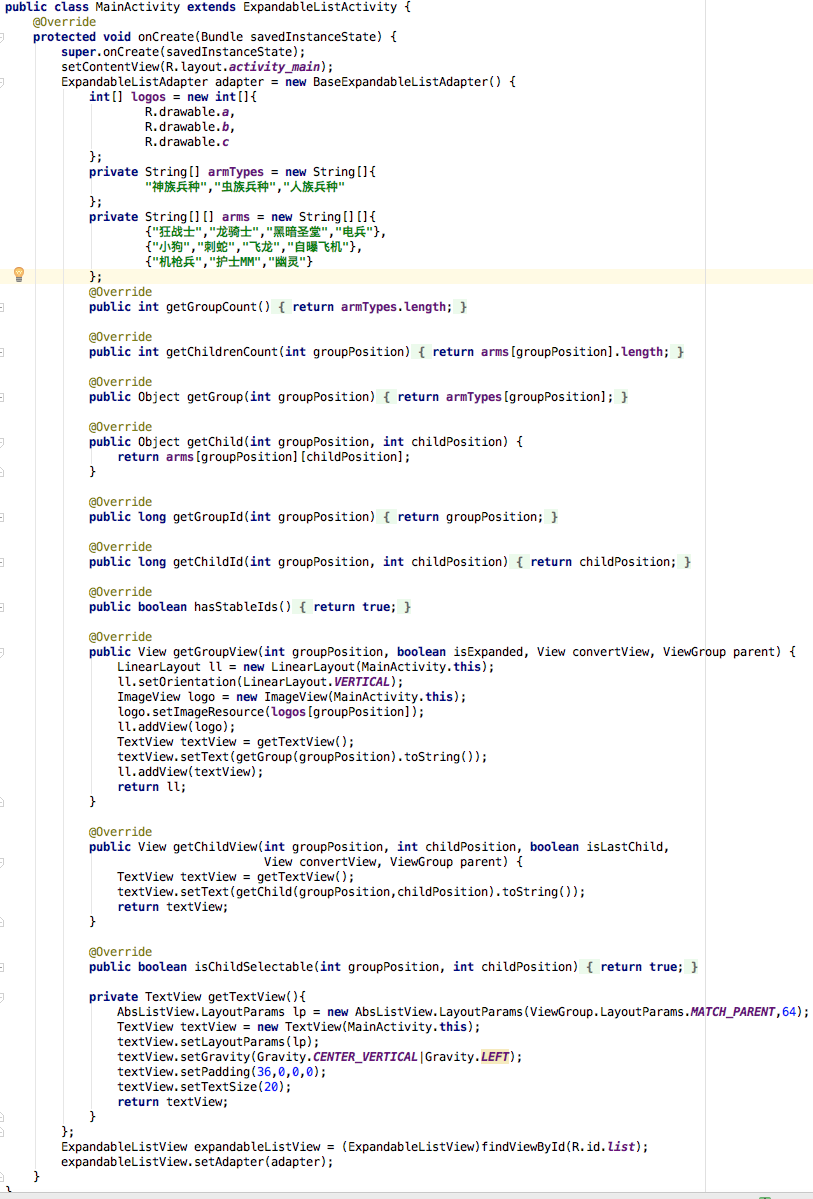 public class MainActivity extends ExpandableListActivity {
    @Override
    protected void onCreate(Bundle savedInstanceState) {
        super.onCreate(savedInstanceState);
        setContentView(R.layout.activity_main);
        ExpandableListAdapter adapter = new BaseExpandableListAdapter() {
            int[] logos = new int[]{
                    R.drawable.a,
                    R.drawable.b,
                    R.drawable.c
            };
            private String[] armTypes = new String[]{
                    "神族兵种","虫族兵种","人族兵种"
            };
            private String[][] arms = new String[][]{
                    {"狂战士","龙骑士","黑暗圣堂","电兵"},
                    {"小狗","刺蛇","飞龙","自曝飞机"},
                    {"机枪兵","护士MM","幽灵"}
            };
            @Override
            public int getGroupCount() { return armTypes.length; }

            @Override
            public int getChildrenCount(int groupPosition) { return arms[groupPosition].length; }

            @Override
            public Object getGroup(int groupPosition) { return armTypes[groupPosition]; }

            @Override
            public Object getChild(int groupPosition, int childPosition) {
                return arms[groupPosition][childPosition];
            }

            @Override
            public long getGroupId(int groupPosition) { return groupPosition; }

            @Override
            public long getChildId(int groupPosition, int childPosition) { return childPosition; }

            @Override
            public boolean hasStableIds() { return true; }

            @Override
            public View getGroupView(int groupPosition, boolean isExpanded, View convertView, ViewGroup parent) {
                LinearLayout ll = new LinearLayout(MainActivity.this);
                ll.setOrientation(LinearLayout.VERTICAL);
                ImageView logo = new ImageView(MainActivity.this);
                logo.setImageResource(logos[groupPosition]);
                ll.addView(logo);
                TextView textView = getTextView();
                textView.setText(getGroup(groupPosition).toString());
                ll.addView(textView);
                return ll;
            }

            @Override
            public View getChildView(int groupPosition, int childPosition, boolean isLastChild,
                                     View convertView, ViewGroup parent) {
                TextView textView = getTextView();
                textView.setText(getChild(groupPosition,childPosition).toString());
                return textView;
            }

            @Override
            public boolean isChildSelectable(int groupPosition, int childPosition) { return true; }

            private TextView getTextView(){
                AbsListView.LayoutParams lp = new AbsListView.LayoutParams(ViewGroup.LayoutParams.MATCH_PARENT,64);
                TextView textView = new TextView(MainActivity.this);
                textView.setLayoutParams(lp);
                textView.setGravity(Gravity.CENTER_VERTICAL|Gravity.LEFT);
                textView.setPadding(36,0,0,0);
                textView.setTextSize(20);
                return textView;
            }
        };
        ExpandableListView expandableListView = (ExpandableListView)findViewById(R.id.list);
        expandableListView.setAdapter(adapter);
    }
}